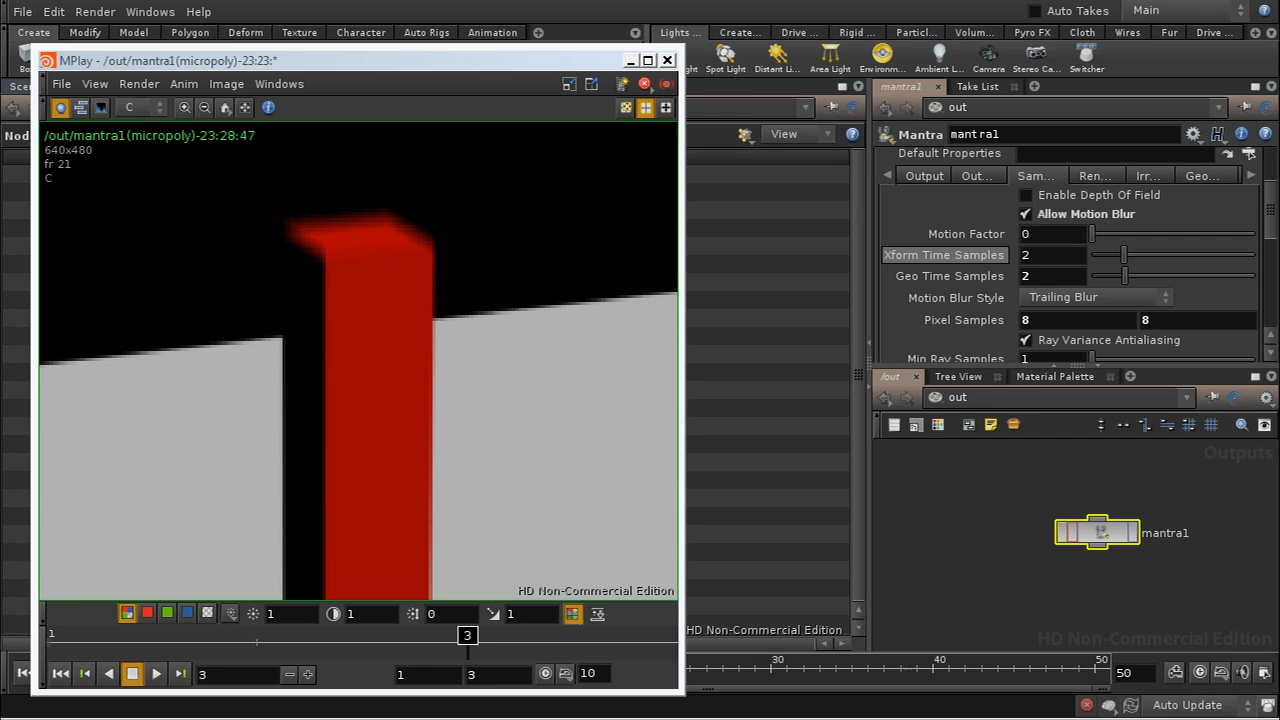 File Edit Render Windows Help
Auto Takes Main
Create Modify Model Polygon Deform Texture Character Auto Rigs Animation
Lights... Create... Drive ... Rigid ... Particl... Volum... Pyro FX Cloth Wires Fur Drive ...
Spot Light Distant Li... Area Light Environm... Ambient L... Camera Stereo Ca... Switcher
MPlay - /out/mantra1(micropoly)-23:23:*
File View Render Anim Image Windows
C
/out/mantra1(micropoly)-23:28:47
640x480
fr 21
C
HD Non-Commercial Edition
1 1 0 1
1
3
3 1 3 10
View
HD Non-Commercial Edition
mantra1 Take List
out
Mantra mantra1
Default Properties
Output Out... Sam... Ren... Irr... Geo...
Enable Depth Of Field
Allow Motion Blur
Motion Factor 0
Xform Time Samples 2
Geo Time Samples 2
Motion Blur Style Trailing Blur
Pixel Samples 8 8
Ray Variance Antialiasing
Min Ray Samples 1
/out Tree View Material Palette
out
Outputs
mantra1
HD Non-Commercial Edition
30 40 50
50
Auto Update